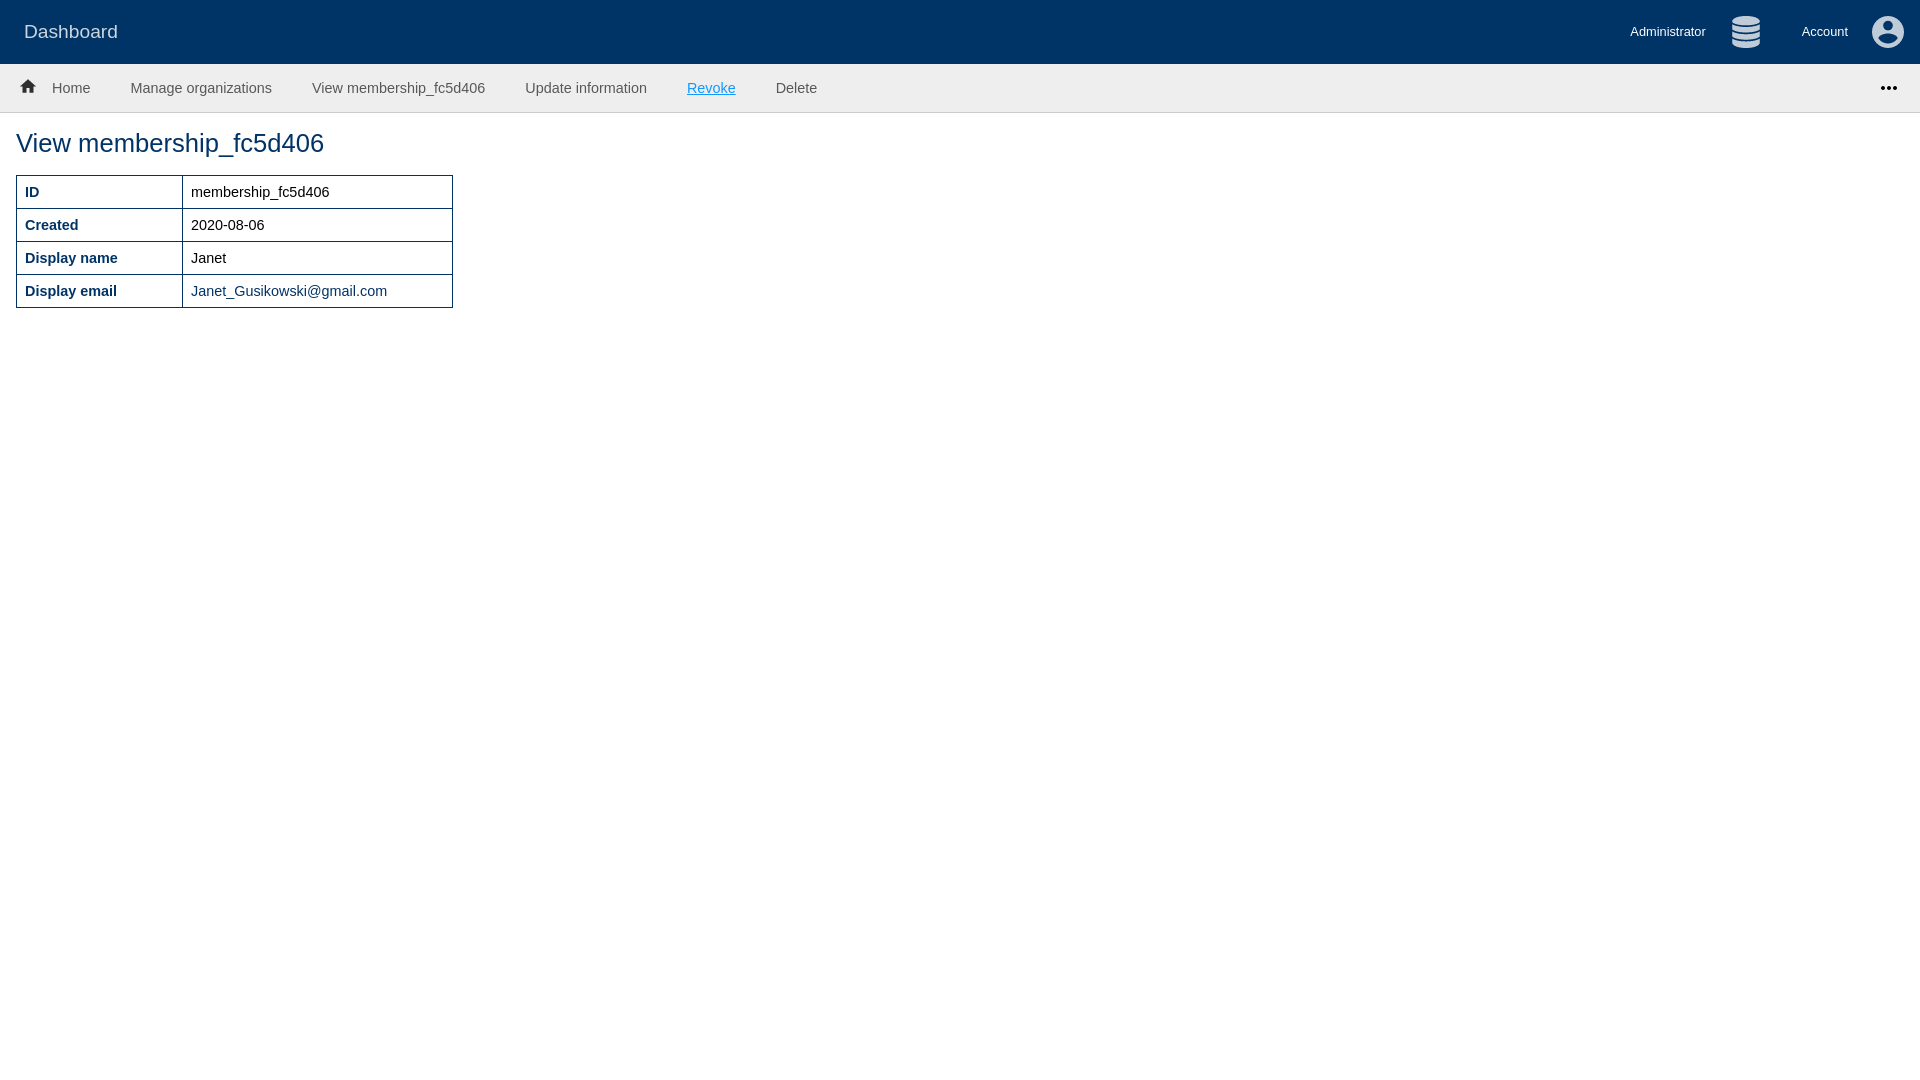 Dashboard
Administrator
Account
Home
Manage organizations
View membership_fc5d406
Update information
Revoke
Delete
View membership_fc5d406
ID membership_fc5d406
Created 2020-08-06
Display name Janet
Display email Janet_Gusikowski@gmail.com